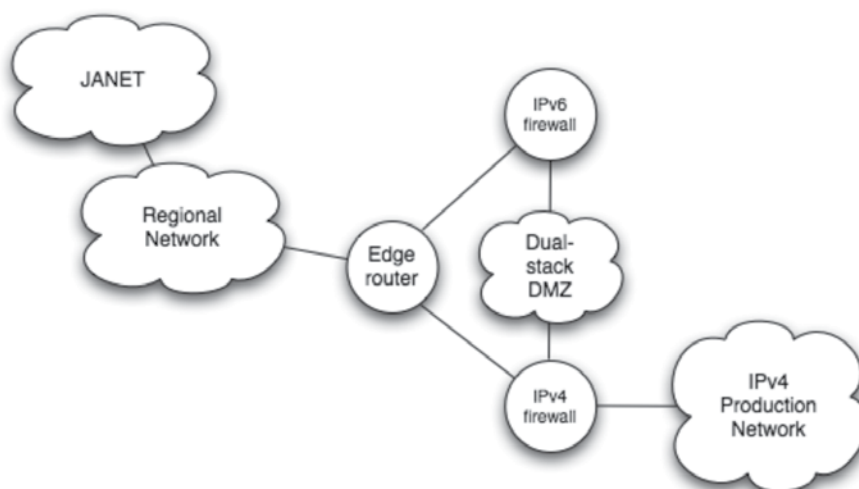 JANET
IPv6
firewall
Regional
Network
Edge
router
Dual-
stack
DMZ
IPv4
firewall
IPv4
Production
Network